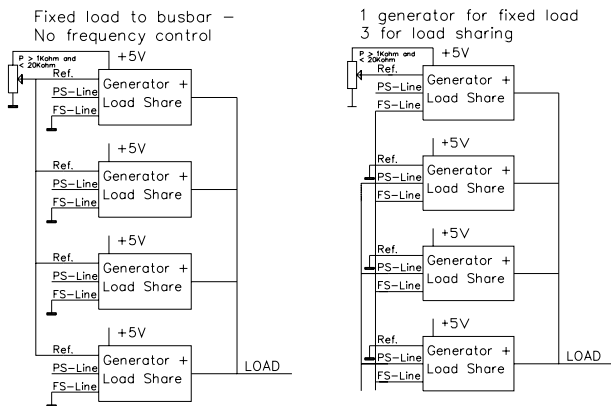 Fixed load to busbar –
No frequency control
P > 1Kohm and
< 20Kohm
+5V
Ref.
PS-Line
FS-Line
Generator +
Load Share
+5V
Ref.
PS-Line
FS-Line
Generator +
Load Share
+5V
Ref.
PS-Line
FS-Line
Generator +
Load Share
+5V
Ref.
PS-Line
FS-Line
Generator +
Load Share
LOAD
1 generator for fixed load
3 for load sharing
P > 1Kohm and
< 20Kohm
+5V
Ref.
PS-Line
FS-Line
Generator +
Load Share
+5V
Ref.
PS-Line
FS-Line
Generator +
Load Share
+5V
Ref.
PS-Line
FS-Line
Generator +
Load Share
+5V
Ref.
PS-Line
FS-Line
Generator +
Load Share
LOAD